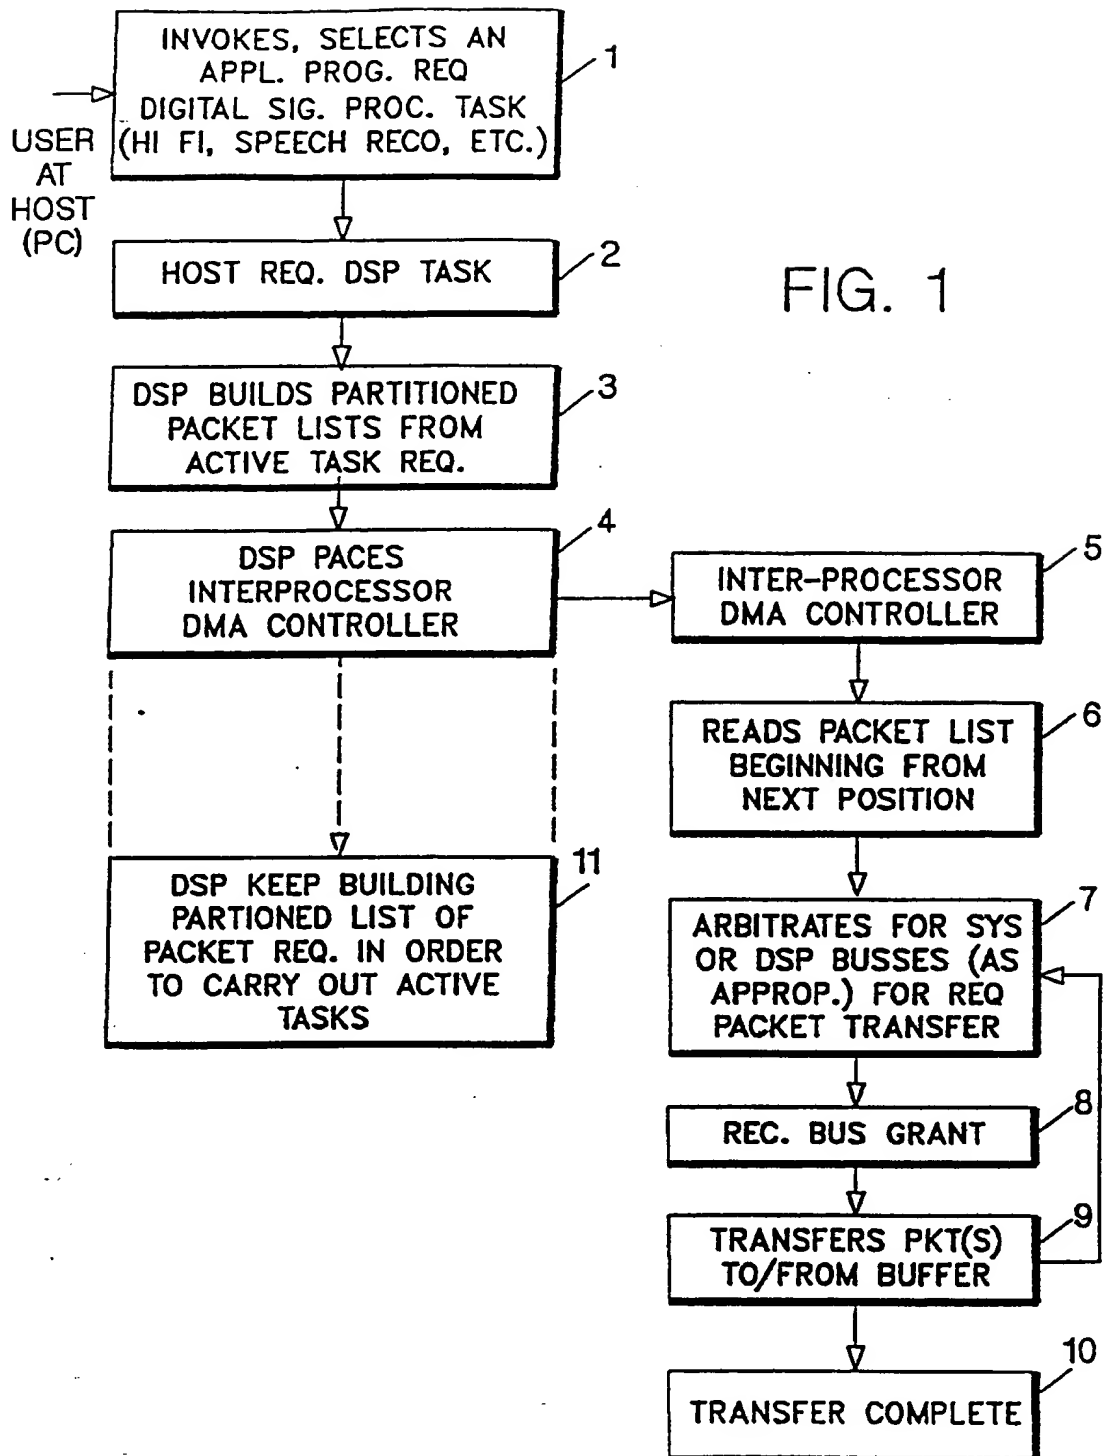 INVOKES, SELECTS AN
APPL. PROG. REQ
DIGITAL SIG. PROC. TASK
(HI FI, SPEECH RECO, ETC.)
1
USER
AT
HOST
(PC)
HOST REQ. DSP TASK
2
FIG. 1
DSP BUILDS PARTITIONED
PACKET LISTS FROM
ACTIVE TASK REQ.
3
DSP PACES
INTERPROCESSOR
DMA CONTROLLER
4
INTER-PROCESSOR
DMA CONTROLLER
5
READS PACKET LIST
BEGINNING FROM
NEXT POSITION
6
DSP KEEP BUILDING
PARTIONED LIST OF
PACKET REQ. IN ORDER
TO CARRY OUT ACTIVE
TASKS
11
ARBITRATES FOR SYS
OR DSP BUSSES (AS
APPROP.) FOR REQ
PACKET TRANSFER
7
REC. BUS GRANT
8
TRANSFERS PKT(S)
TO/FROM BUFFER
9
TRANSFER COMPLETE
10